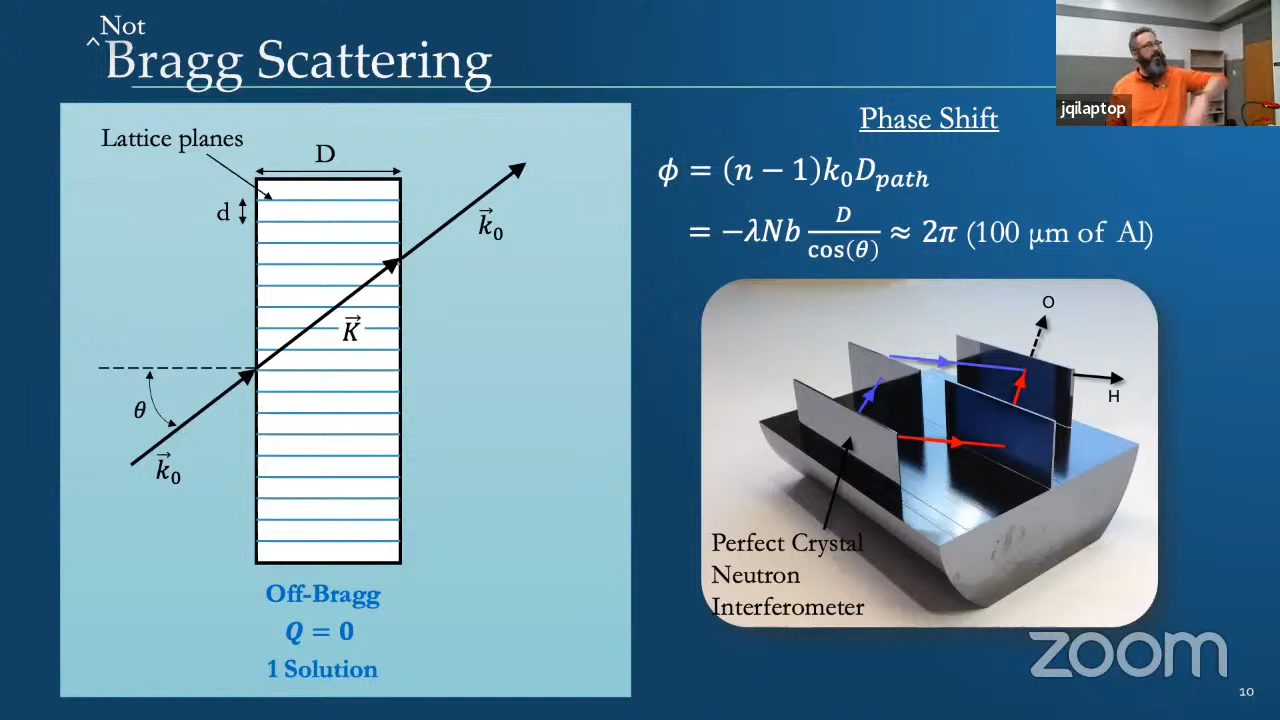 Not
^Bragg Scattering
jqilaptop
Lattice planes
D
d
k⃗₀
K⃗
θ
k⃗₀
Off-Bragg
Q = 0
1 Solution
Phase Shift
ϕ = (n − 1)k₀D_path
= −λNb D/cos(θ) ≈ 2π (100 μm of Al)
O
H
Perfect Crystal
Neutron
Interferometer
zoom
10